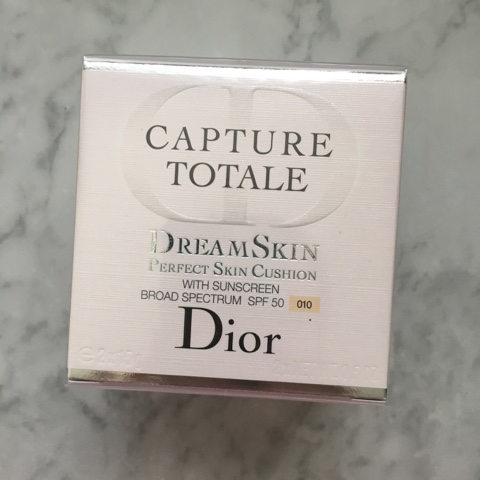 CAPTURE
TOTALE
DREAMSKIN
PERFECT SKIN CUSHION
WITH SUNSCREEN
BROAD SPECTRUM SPF 50 010
Dior